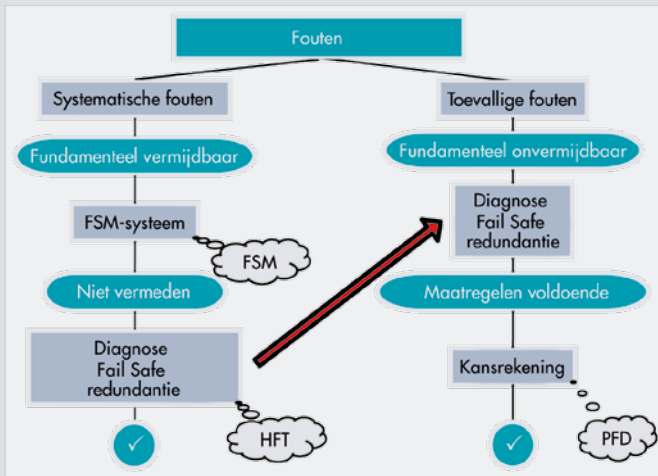 Fouten
Systematische fouten
Toevallige fouten
Fundamenteel vermijdbaar
Fundamenteel onvermijdbaar
FSM-systeem
FSM
Diagnose
Fail Safe
redundantie
Niet vermeden
Maatregelen voldoende
Diagnose
Fail Safe
redundantie
HFT
Kansrekening
PFD